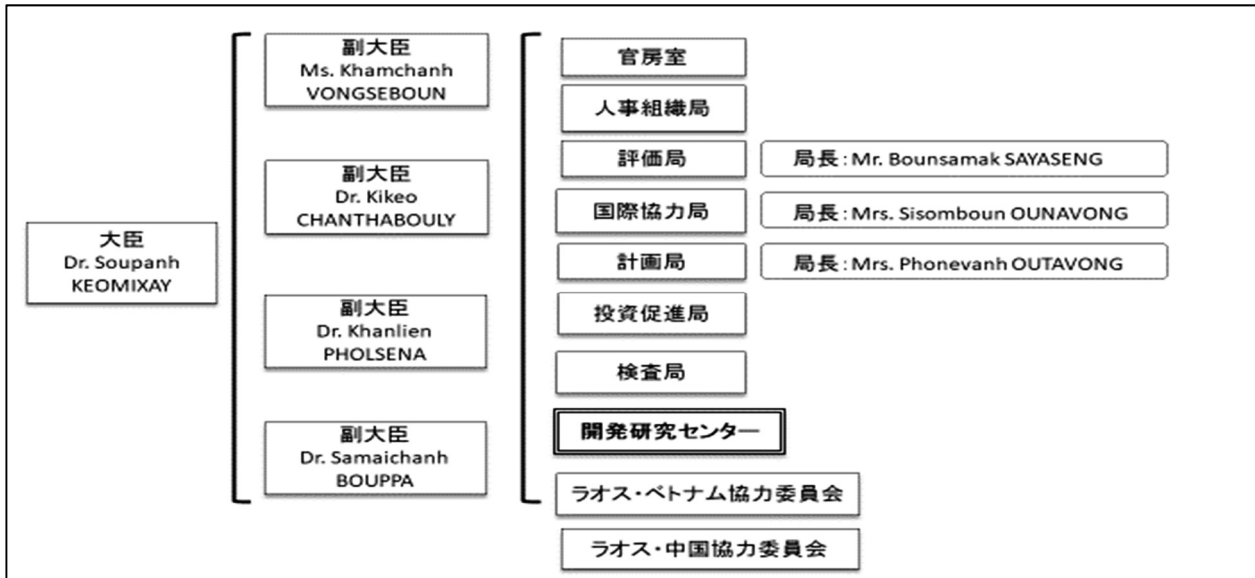 大臣
Dr. Soupanh
KEOMIXAY
副大臣
Ms. Khamchanh
VONGSEBOUN
副大臣
Dr. Kikeo
CHANTHABOULY
副大臣
Dr. Khanlien
PHOLSENA
副大臣
Dr. Samaichanh
BOUPPA
官房室
人事組織局
評価局
局長：Mr. Bounsamak SAYASENG
国際協力局
局長：Mrs. Sisomboun OUNAVONG
計画局
局長：Mrs. Phonevanh OUTAVONG
投資促進局
検査局
開発研究センター
ラオス・ベトナム協力委員会
ラオス・中国協力委員会